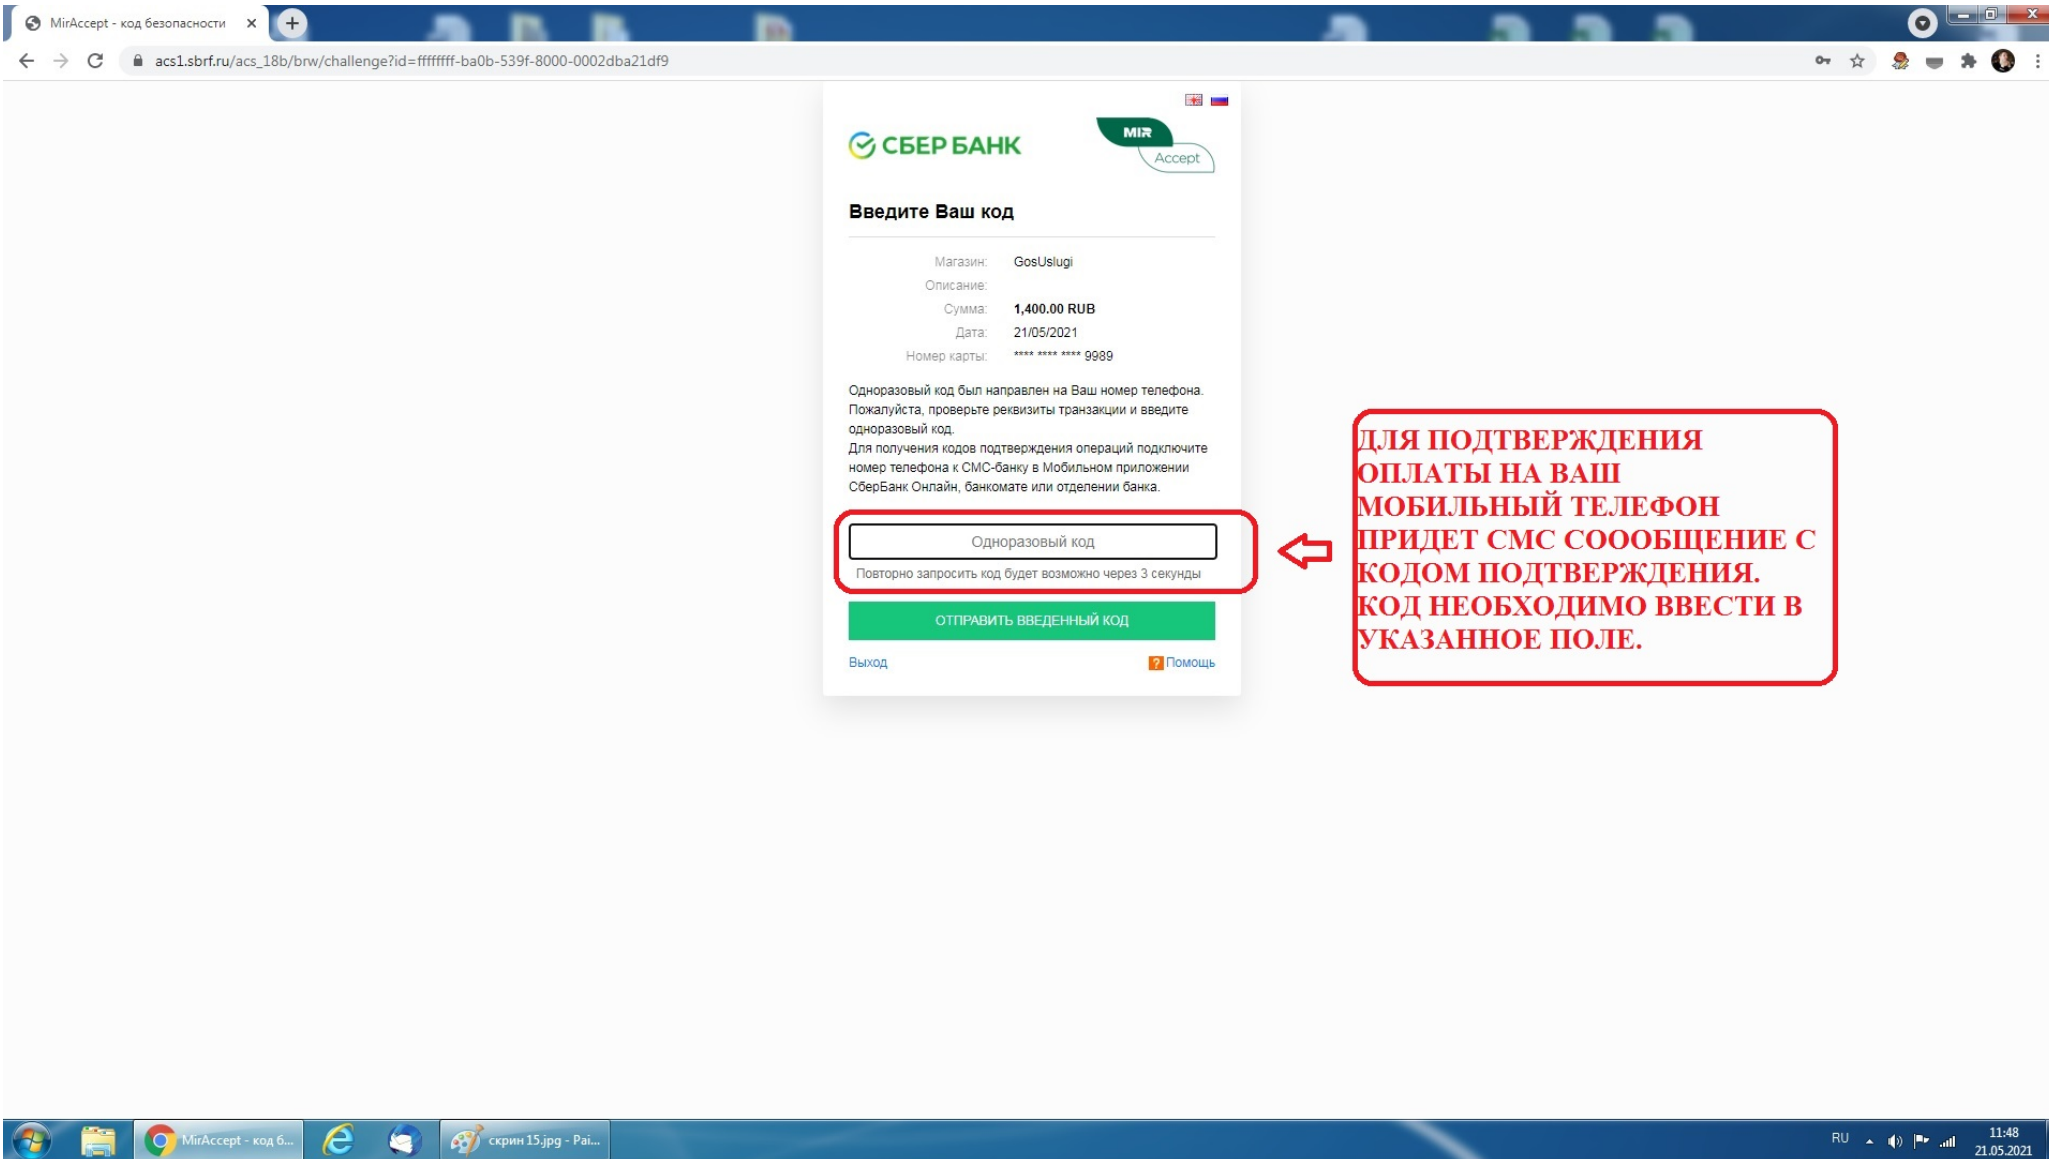 MirAccept - код безопасности
acs1.sbrf.ru/acs_18b/brw/challenge?id=ffffffff-ba0b-539f-8000-0002dba21df9
СБЕР БАНК
MIR
Accept
Введите Ваш код
Магазин: GosUslugi
Описание:
Сумма: 1,400.00 RUB
Дата: 21/05/2021
Номер карты: **** **** **** 9989
Одноразовый код был направлен на Ваш номер телефона.
Пожалуйста, проверьте реквизиты транзакции и введите
одноразовый код.
Для получения кодов подтверждения операций подключите
номер телефона к СМС-банку в Мобильном приложении
СберБанк Онлайн, банкомате или отделении банка.
Одноразовый код
Повторно запросить код будет возможно через 3 секунды
ОТПРАВИТЬ ВВЕДЕННЫЙ КОД
Выход
? Помощь
ДЛЯ ПОДТВЕРЖДЕНИЯ
ОПЛАТЫ НА ВАШ
МОБИЛЬНЫЙ ТЕЛЕФОН
ПРИДЕТ СМС СОООБЩЕНИЕ С
КОДОМ ПОДТВЕРЖДЕНИЯ.
КОД НЕОБХОДИМО ВВЕСТИ В
УКАЗАННОЕ ПОЛЕ.
MirAccept - код б...
скрин 15.jpg - Pai...
RU
11:48
21.05.2021